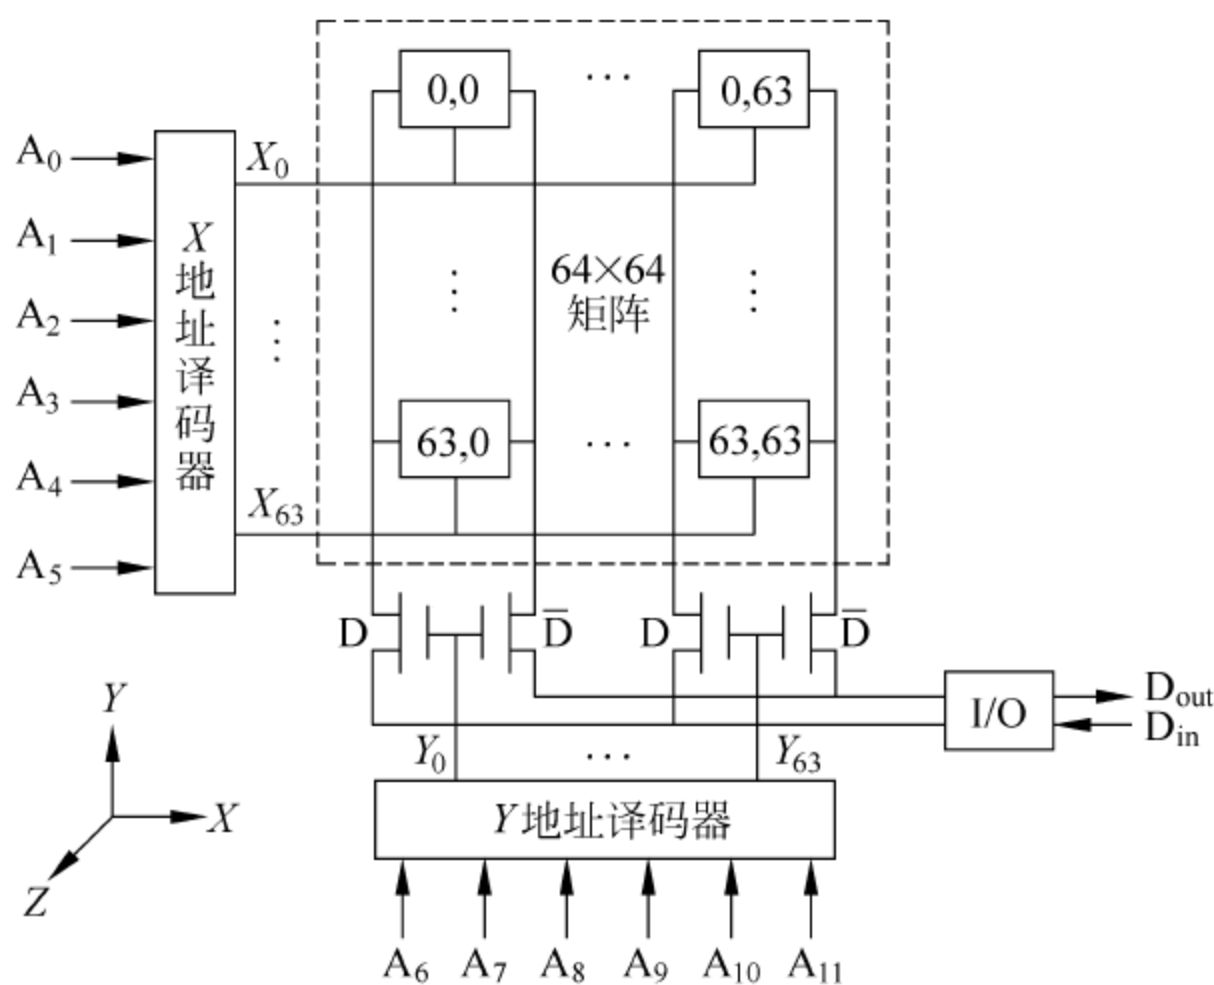 0,0
…
0,63
A₀
X₀
A₁
X
地
址
译
码
器
⋮
64×64
矩阵
⋮
A₂
⋮
A₃
63,0
…
63,63
A₄
X₆₃
A₅
D
D̅
D
D̅
Y
I/O
Dout
Din
Y₀
…
Y₆₃
X
Y地址译码器
Z
A₆ A₇ A₈ A₉ A₁₀ A₁₁